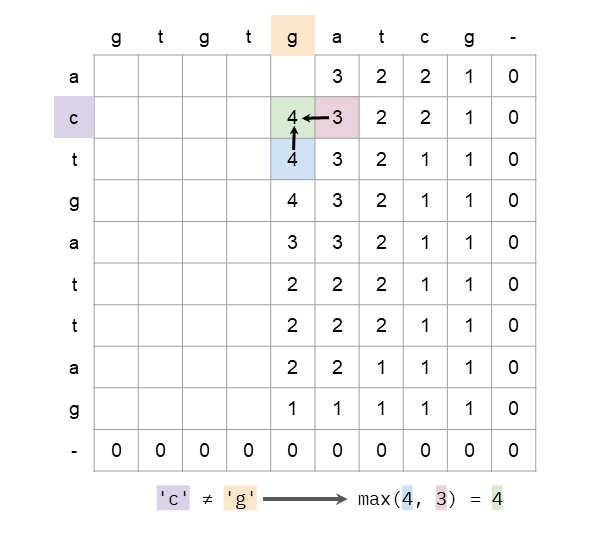 g t g t g a t c g -
a 3 2 2 1 0
c 4 3 2 2 1 0
t 4 3 2 1 1 0
g 4 3 2 1 1 0
a 3 3 2 1 1 0
t 2 2 2 1 1 0
t 2 2 2 1 1 0
a 2 2 1 1 1 0
g 1 1 1 1 1 0
- 0 0 0 0 0 0 0 0 0 0
'c' ≠ 'g' max(4, 3) = 4